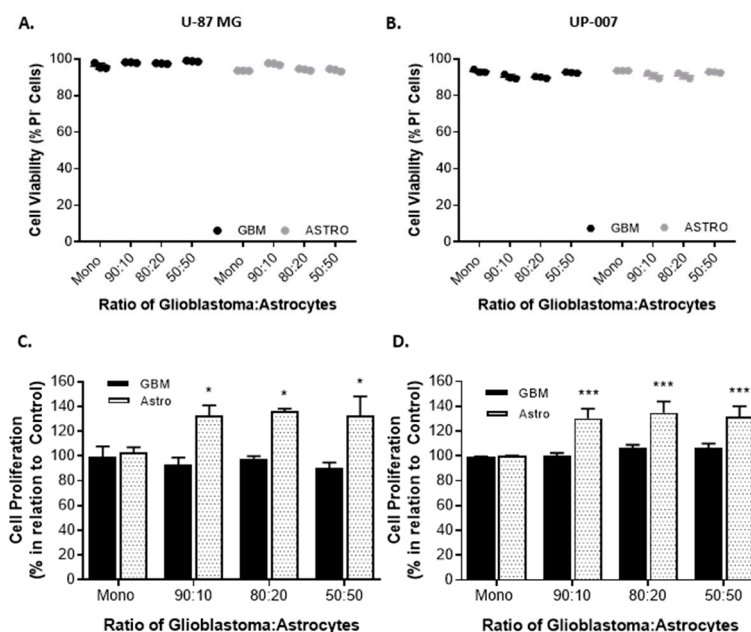 A.
U-87 MG
Cell Viability (% PI⁻ Cells)
100
80
60
40
20
0
GBM
ASTRO
Mono
90:10
80:20
50:50
Mono
90:10
80:20
50:50
Ratio of Glioblastoma:Astrocytes
B.
UP-007
Cell Viability (% PI⁻ Cells)
100
80
60
40
20
0
GBM
ASTRO
Mono
90:10
80:20
50:50
Mono
90:10
80:20
50:50
Ratio of Glioblastoma:Astrocytes
C.
Cell Proliferation
(% in relation to Control)
160
140
120
100
80
60
40
20
0
GBM
Astro
*
*
*
Mono
90:10
80:20
50:50
Ratio of Glioblastoma:Astrocytes
D.
Cell Proliferation
(% in relation to Control)
160
140
120
100
80
60
40
20
0
GBM
Astro
***
***
***
Mono
90:10
80:20
50:50
Ratio of Glioblastoma:Astrocytes